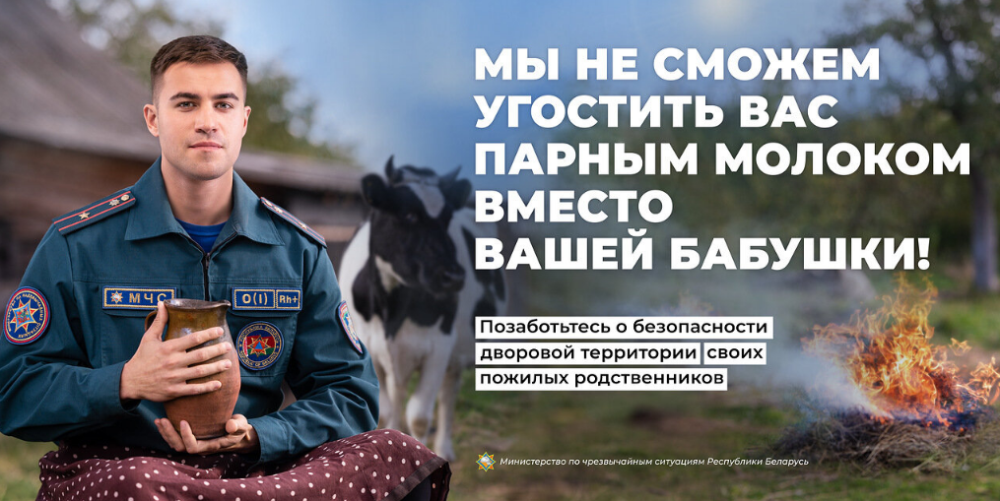 МЫ НЕ СМОЖЕМ
УГОСТИТЬ ВАС
ПАРНЫМ МОЛОКОМ
ВМЕСТО
ВАШЕЙ БАБУШКИ!
Позаботьтесь о безопасности
дворовой территории своих
пожилых родственников
МЧС
O(I) Rh+
Министерство по чрезвычайным ситуациям Республики Беларусь